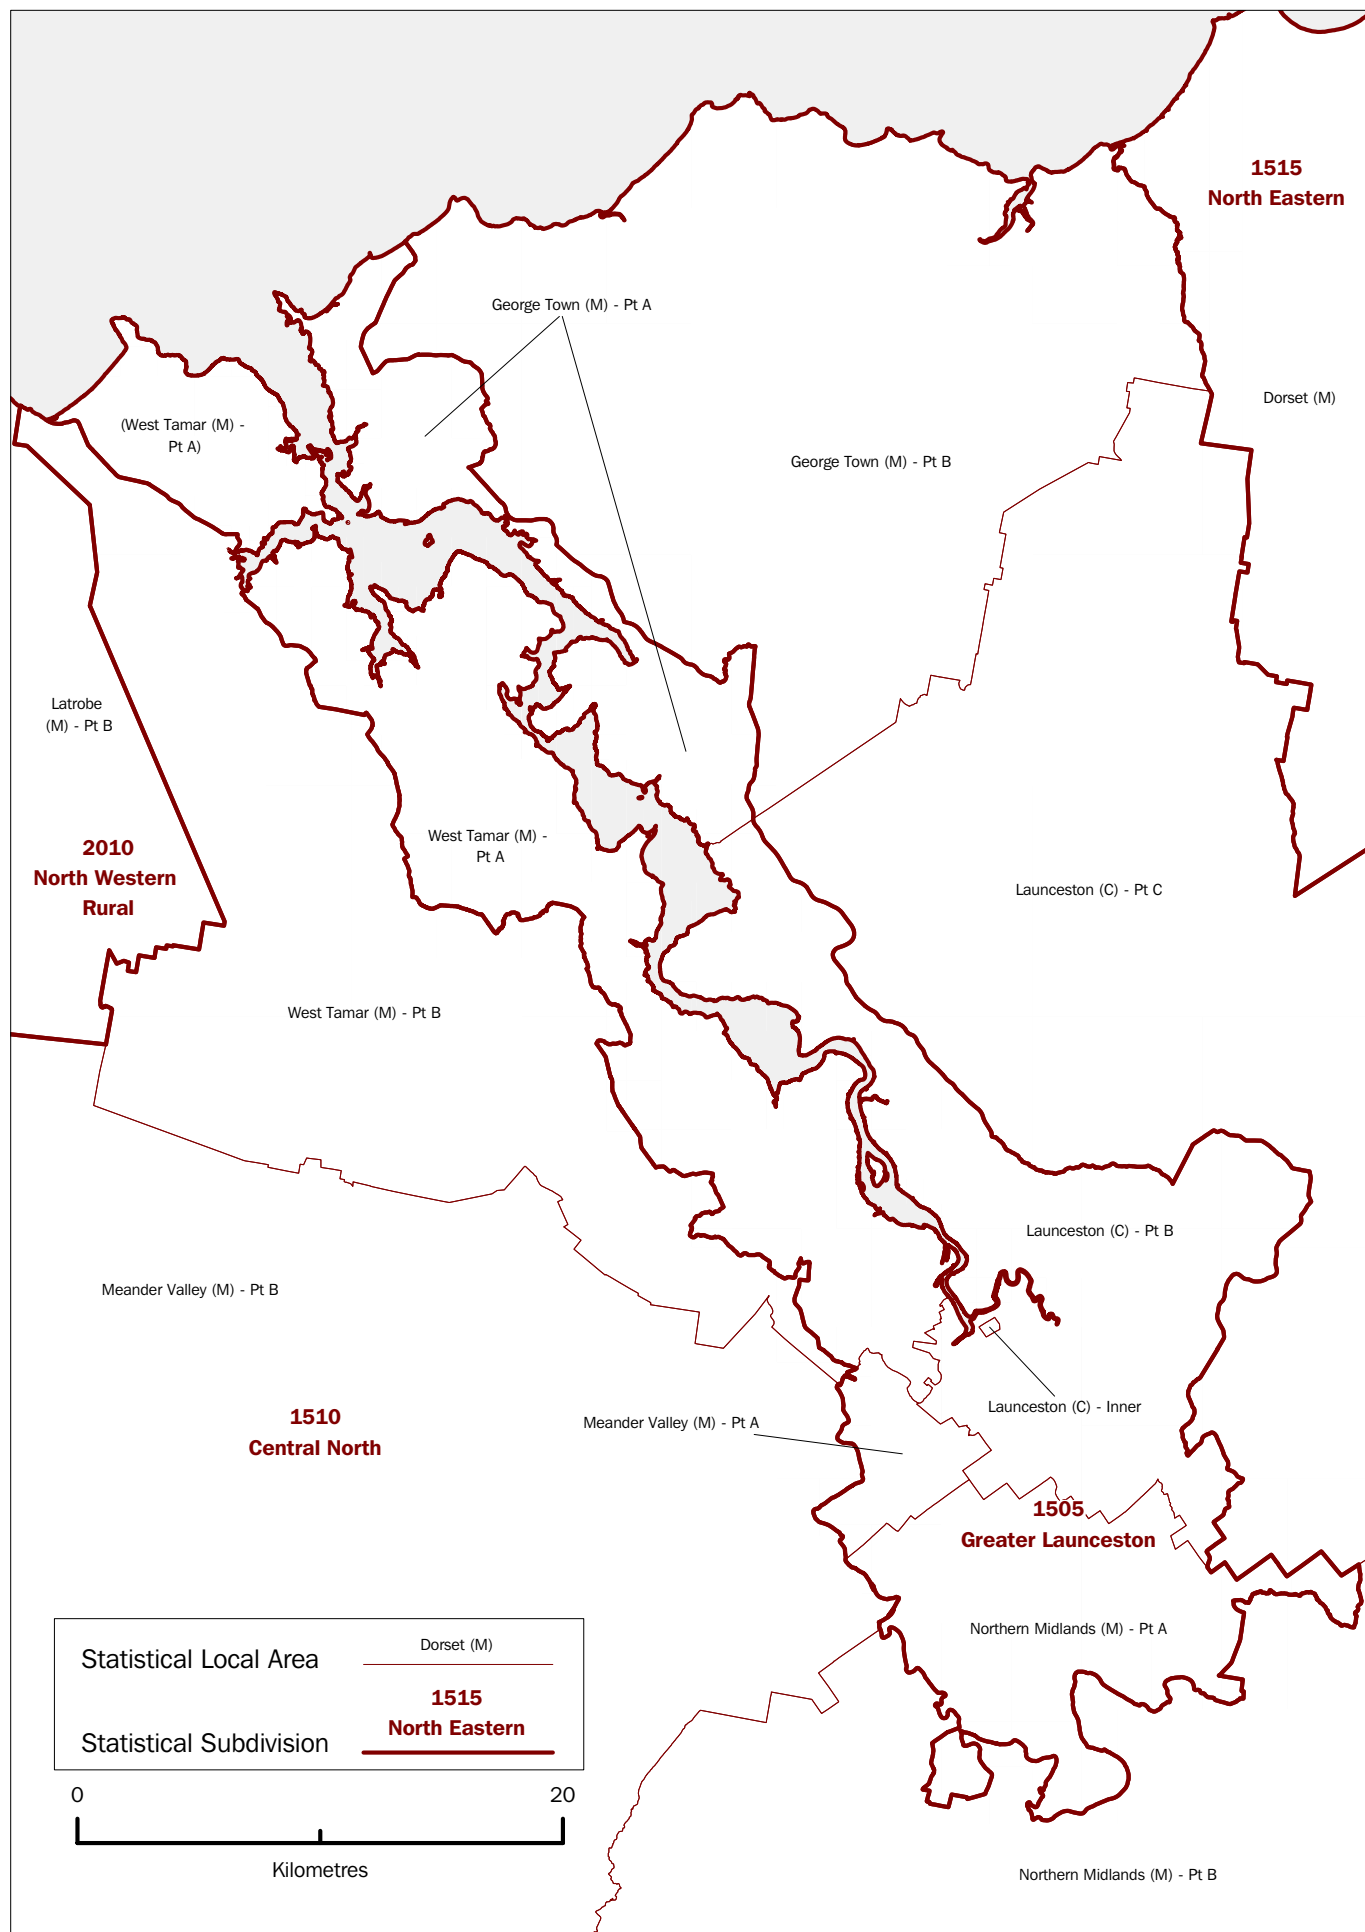 1515
North Eastern
George Town (M) - Pt A
Dorset (M)
(West Tamar (M) -
Pt A)
George Town (M) - Pt B
Latrobe
(M) - Pt B
West Tamar (M) -
Pt A
2010
North Western
Rural
Launceston (C) - Pt C
West Tamar (M) - Pt B
Launceston (C) - Pt B
Meander Valley (M) - Pt B
Launceston (C) - Inner
1510
Central North
Meander Valley (M) - Pt A
1505
Greater Launceston
Northern Midlands (M) - Pt A
Statistical Local Area
Dorset (M)
1515
North Eastern
Statistical Subdivision
0 20
Kilometres
Northern Midlands (M) - Pt B